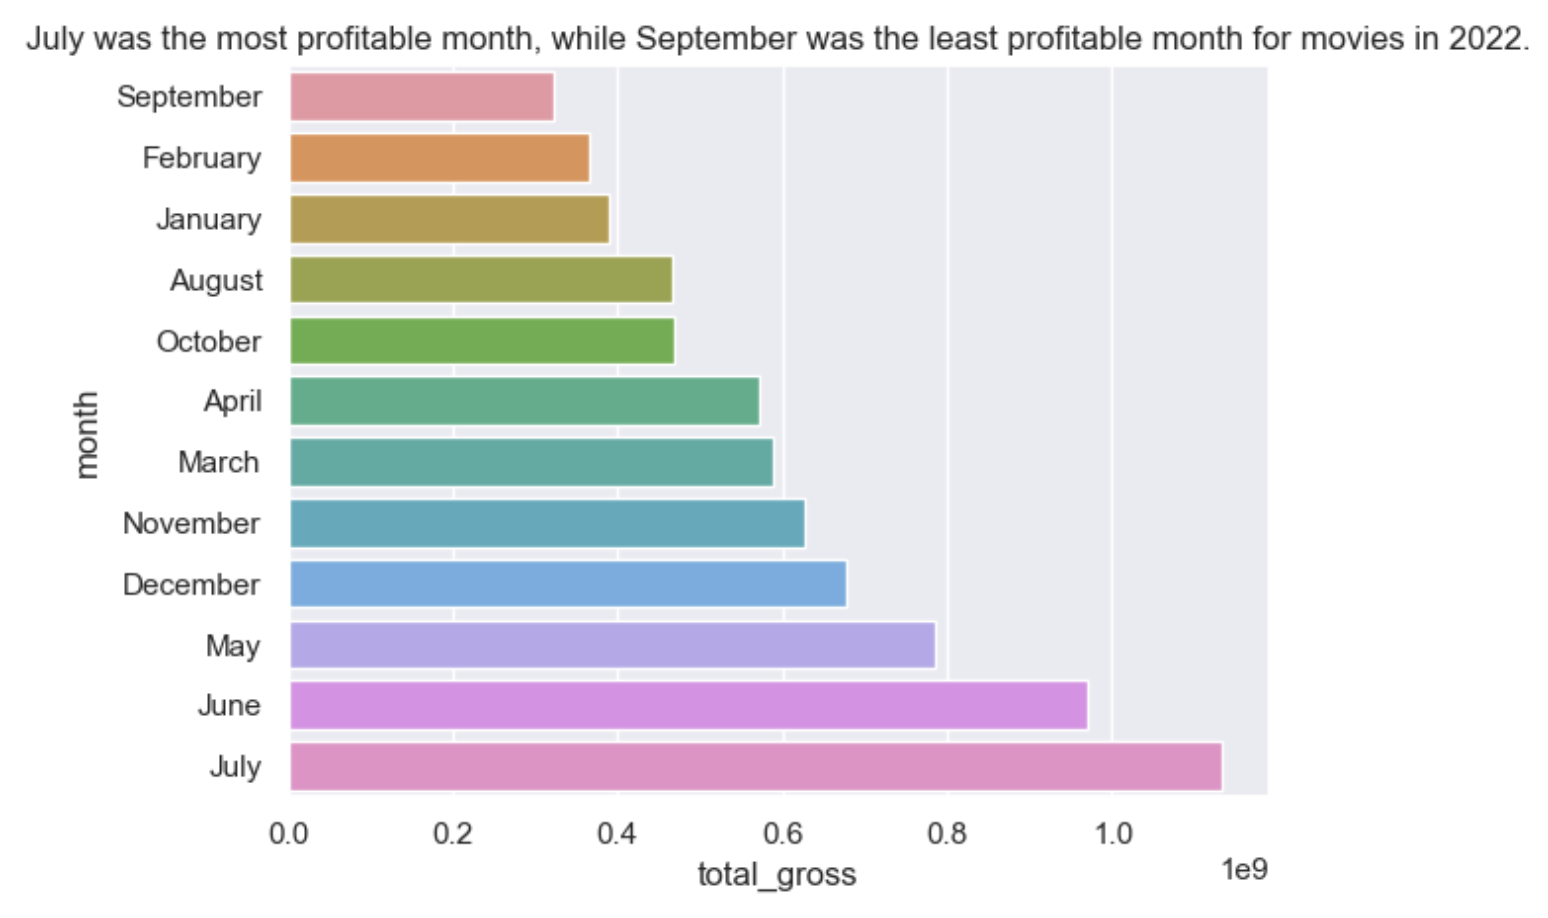 July was the most profitable month, while September was the least profitable month for movies in 2022.
September
February
January
August
October
April
March
November
December
May
June
July
month
0.0 0.2 0.4 0.6 0.8 1.0
1e9
total_gross